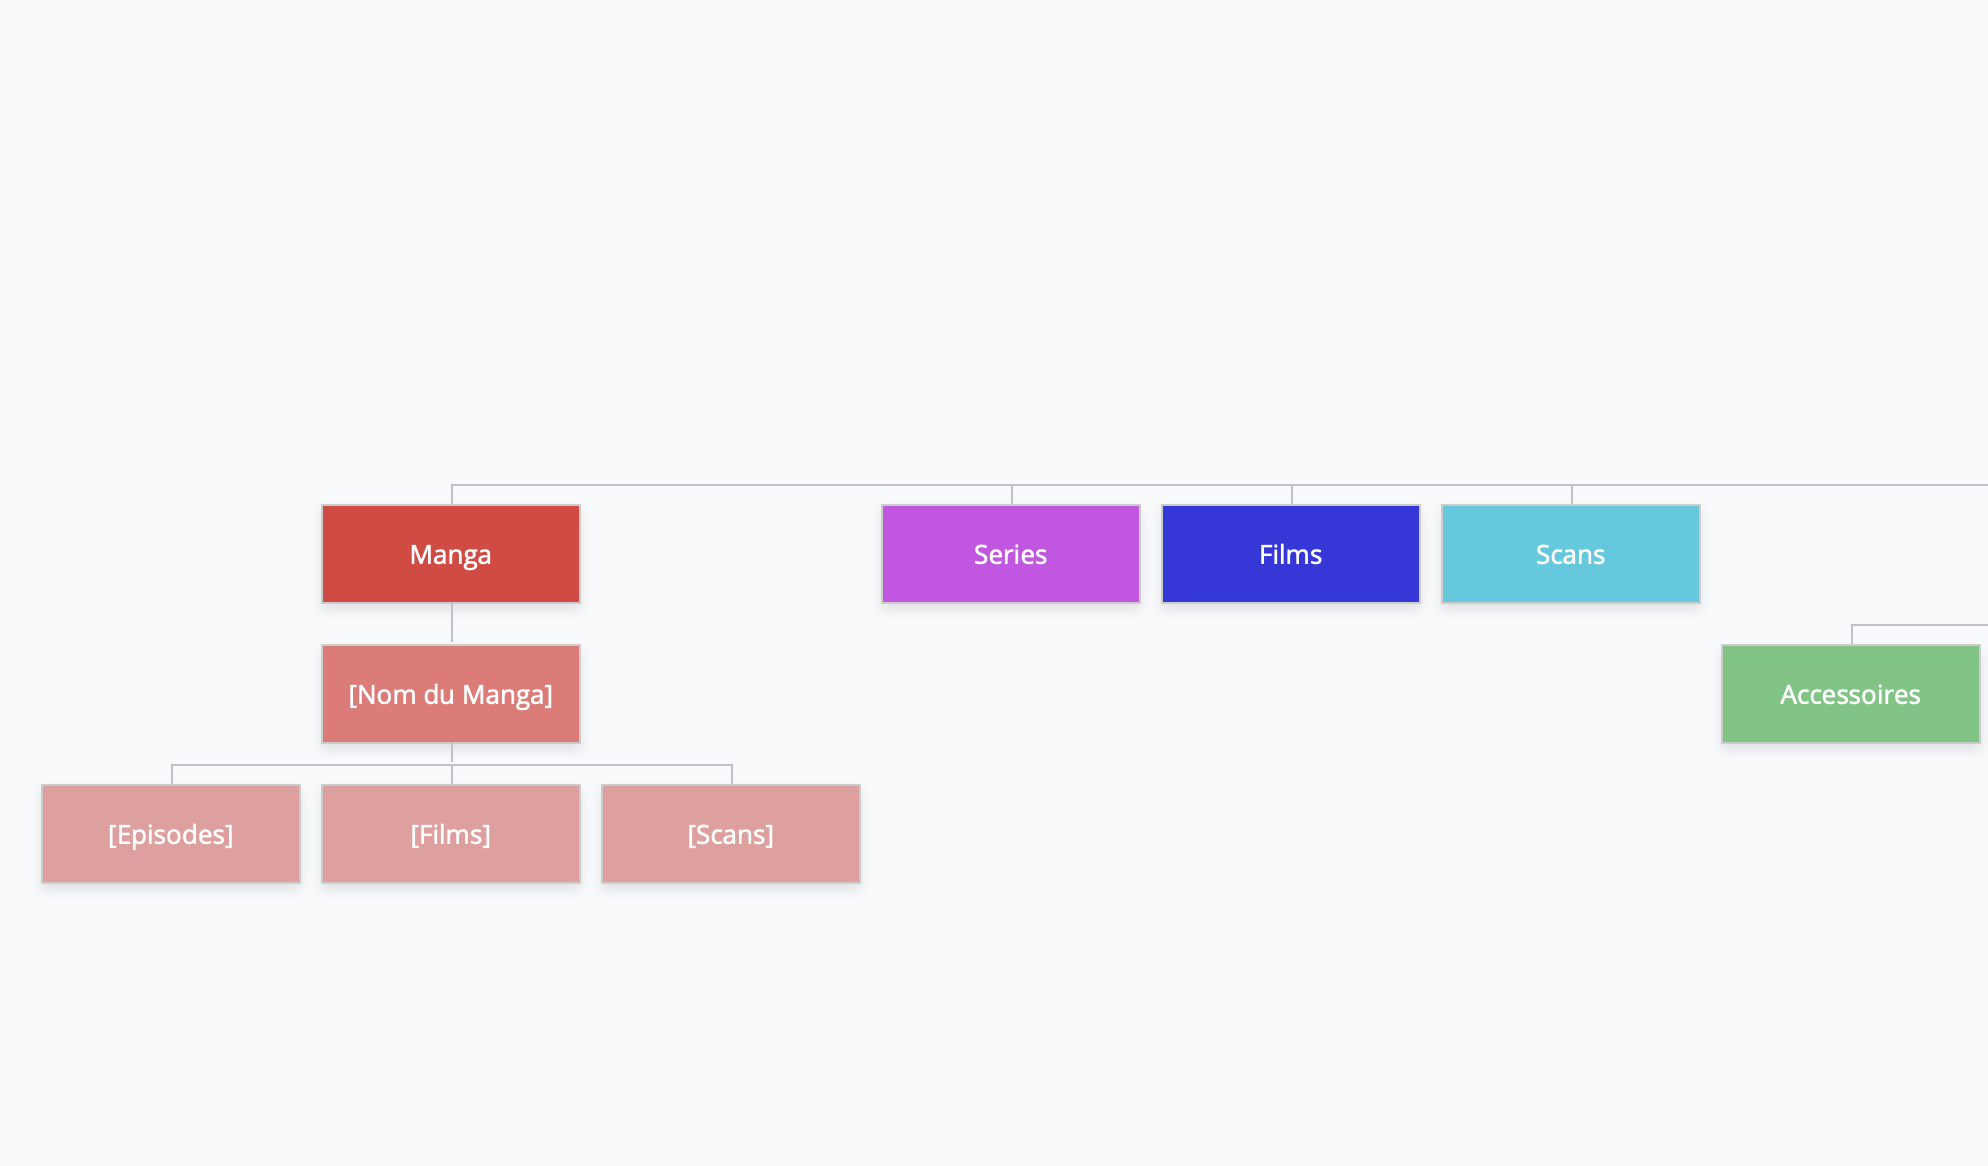 Manga
Series
Films
Scans
[Nom du Manga]
Accessoires
[Episodes]
[Films]
[Scans]